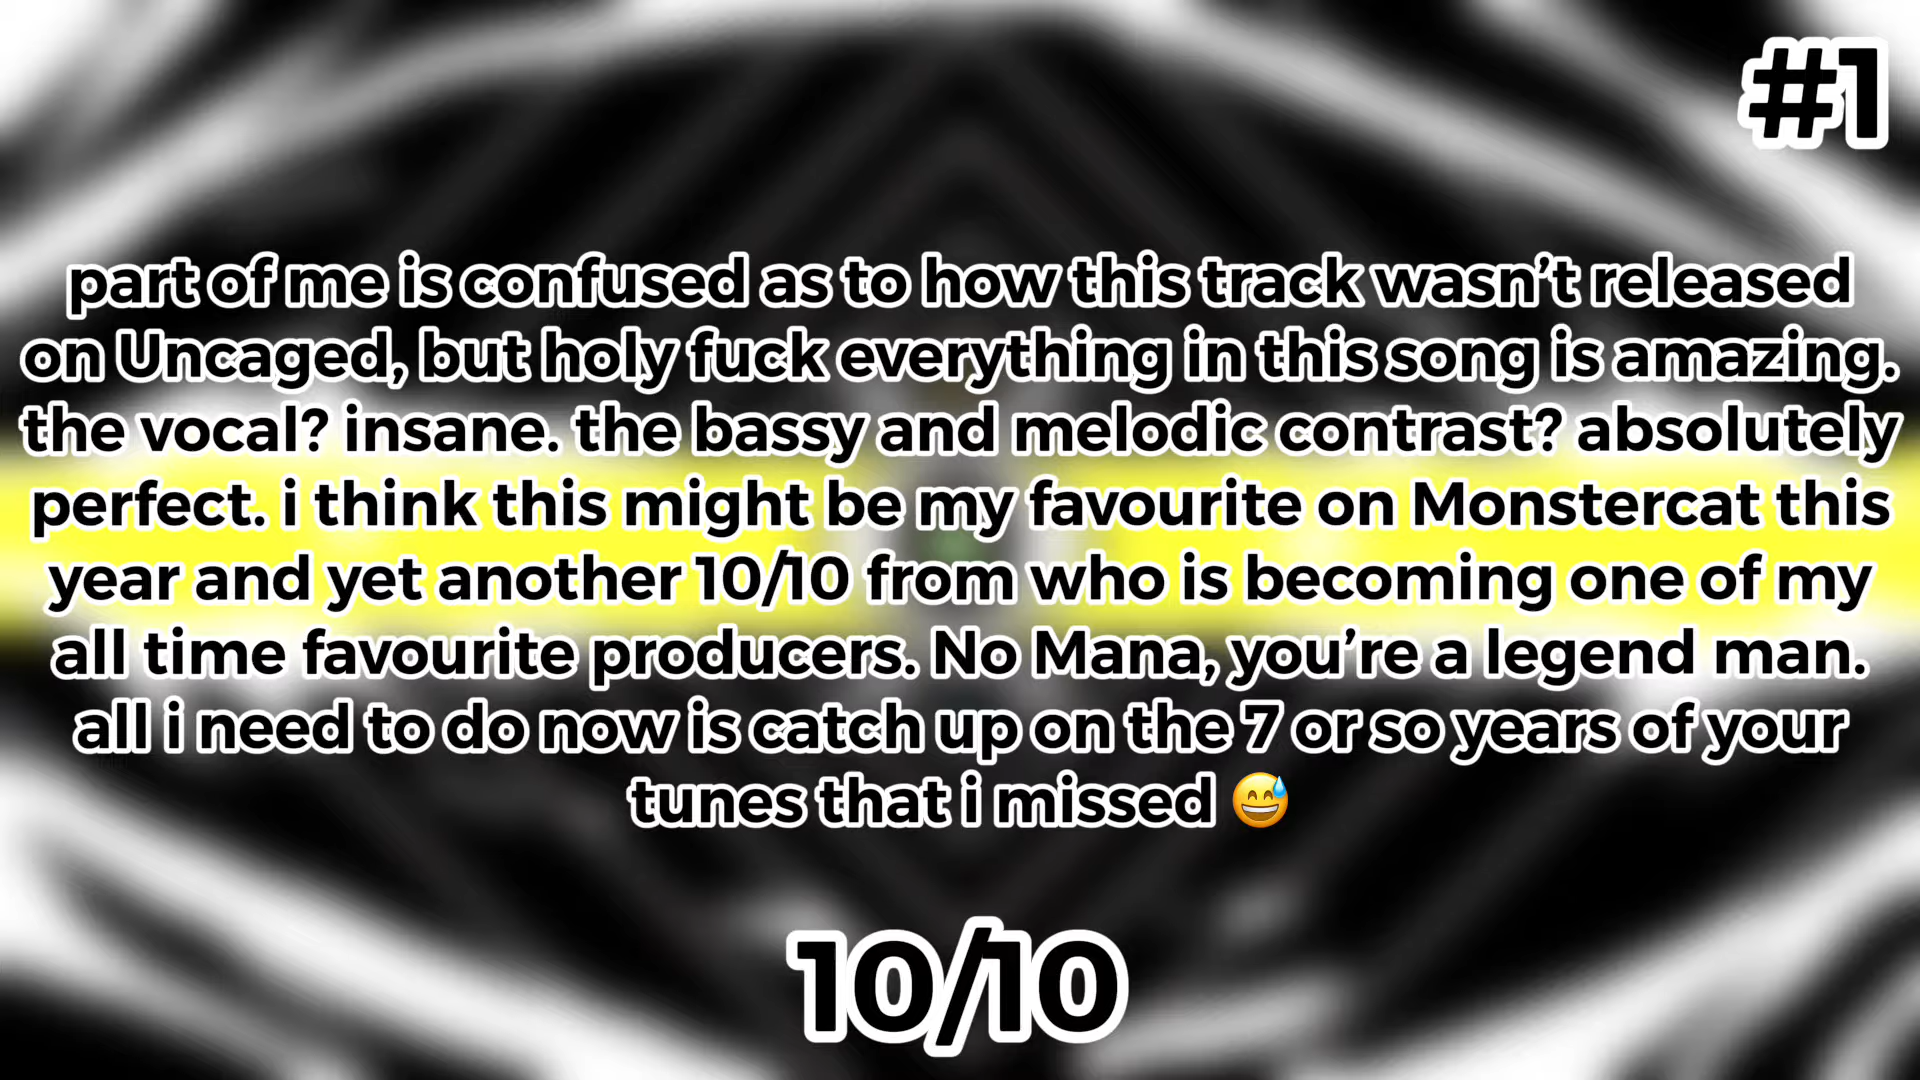 #1
part of me is confused as to how this track wasn’t released
on Uncaged, but holy fuck everything in this song is amazing.
the vocal? insane. the bassy and melodic contrast? absolutely
perfect. i think this might be my favourite on Monstercat this
year and yet another 10/10 from who is becoming one of my
all time favourite producers. No Mana, you’re a legend man.
all i need to do now is catch up on the 7 or so years of your
tunes that i missed 😅
10/10